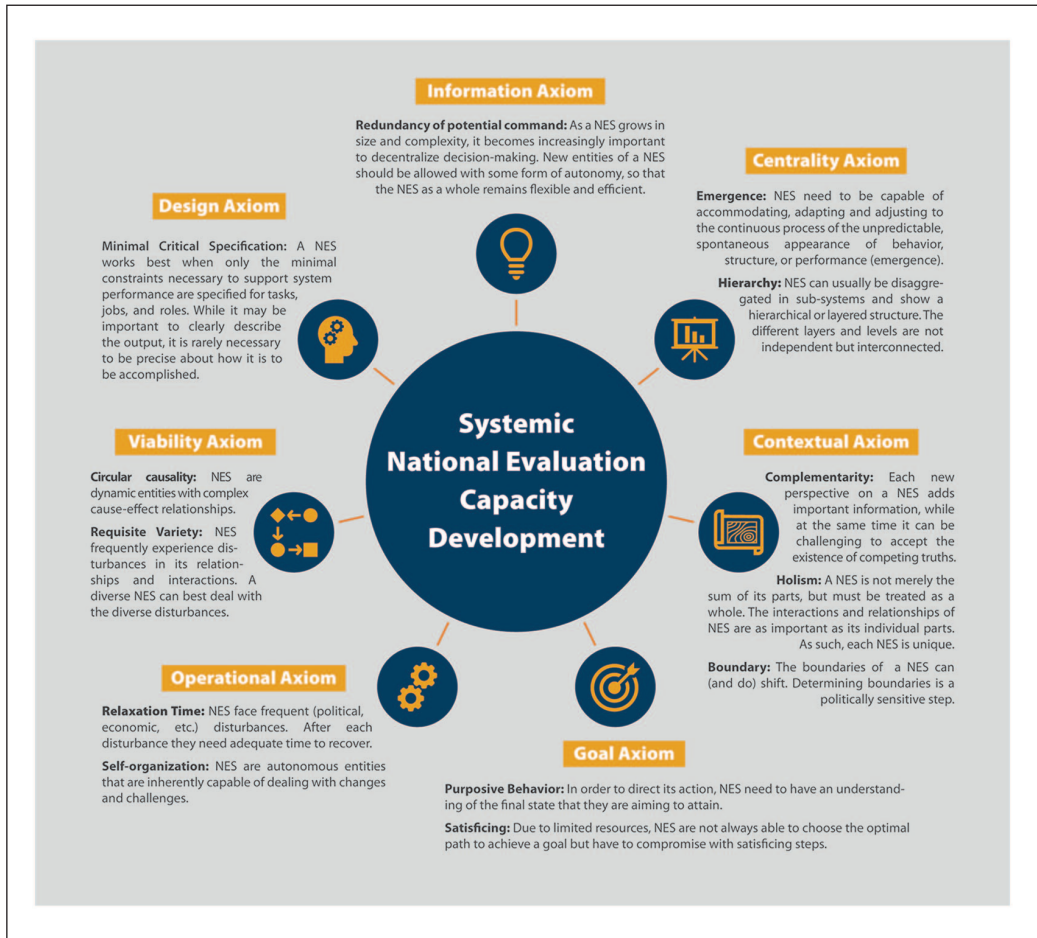 Information Axiom
Redundancy of potential command: As a NES grows in
size and complexity, it becomes increasingly important
to decentralize decision-making. New entities of a NES
should be allowed with some form of autonomy, so that
the NES as a whole remains flexible and efficient.
Centrality Axiom
Emergence: NES need to be capable of
accommodating, adapting and adjusting to
the continuous process of the unpredictable,
spontaneous appearance of behavior,
structure, or performance (emergence).
Hierarchy: NES can usually be disaggre-
gated in sub-systems and show a
hierarchical or layered structure. The
different layers and levels are not
independent but interconnected.
Design Axiom
Minimal Critical Specification: A NES
works best when only the minimal
constraints necessary to support system
performance are specified for tasks,
jobs, and roles. While it may be
important to clearly describe
the output, it is rarely necessary
to be precise about how it is to
be accomplished.
Systemic
National Evaluation
Capacity
Development
Viability Axiom
Circular causality: NES are
dynamic entities with complex
cause-effect relationships.
Requisite Variety: NES
frequently experience dis-
turbances in its relation-
ships and interactions. A
diverse NES can best deal with
the diverse disturbances.
Contextual Axiom
Complementarity: Each new
perspective on a NES adds
important information, while
at the same time it can be
challenging to accept the
existence of competing truths.
Holism: A NES is not merely the
sum of its parts, but must be treated as a
whole. The interactions and relationships of
NES are as important as its individual parts.
As such, each NES is unique.
Boundary: The boundaries of a NES can
(and do) shift. Determining boundaries is a
politically sensitive step.
Operational Axiom
Relaxation Time: NES face frequent (political,
economic, etc.) disturbances. After each
disturbance they need adequate time to recover.
Self-organization: NES are autonomous entities
that are inherently capable of dealing with changes
and challenges.
Goal Axiom
Purposive Behavior: In order to direct its action, NES need to have an understand-
ing of the final state that they are aiming to attain.
Satisficing: Due to limited resources, NES are not always able to choose the optimal
path to achieve a goal but have to compromise with satisficing steps.